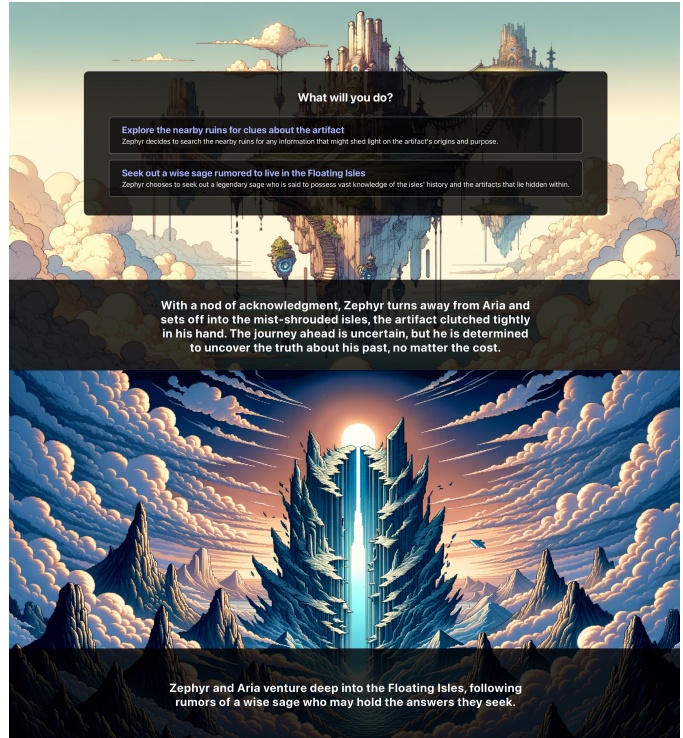 What will you do?
Explore the nearby ruins for clues about the artifact
Zephyr decides to search the nearby ruins for any information that might shed light on the artifact's origins and purpose.
Seek out a wise sage rumored to live in the Floating Isles
Zephyr chooses to seek out a legendary sage who is said to possess vast knowledge of the isles' history and the artifacts that lie hidden within.
With a nod of acknowledgment, Zephyr turns away from Aria and
sets off into the mist-shrouded isles, the artifact clutched tightly
in his hand. The journey ahead is uncertain, but he is determined
to uncover the truth about his past, no matter the cost.
Zephyr and Aria venture deep into the Floating Isles, following
rumors of a wise sage who may hold the answers they seek.